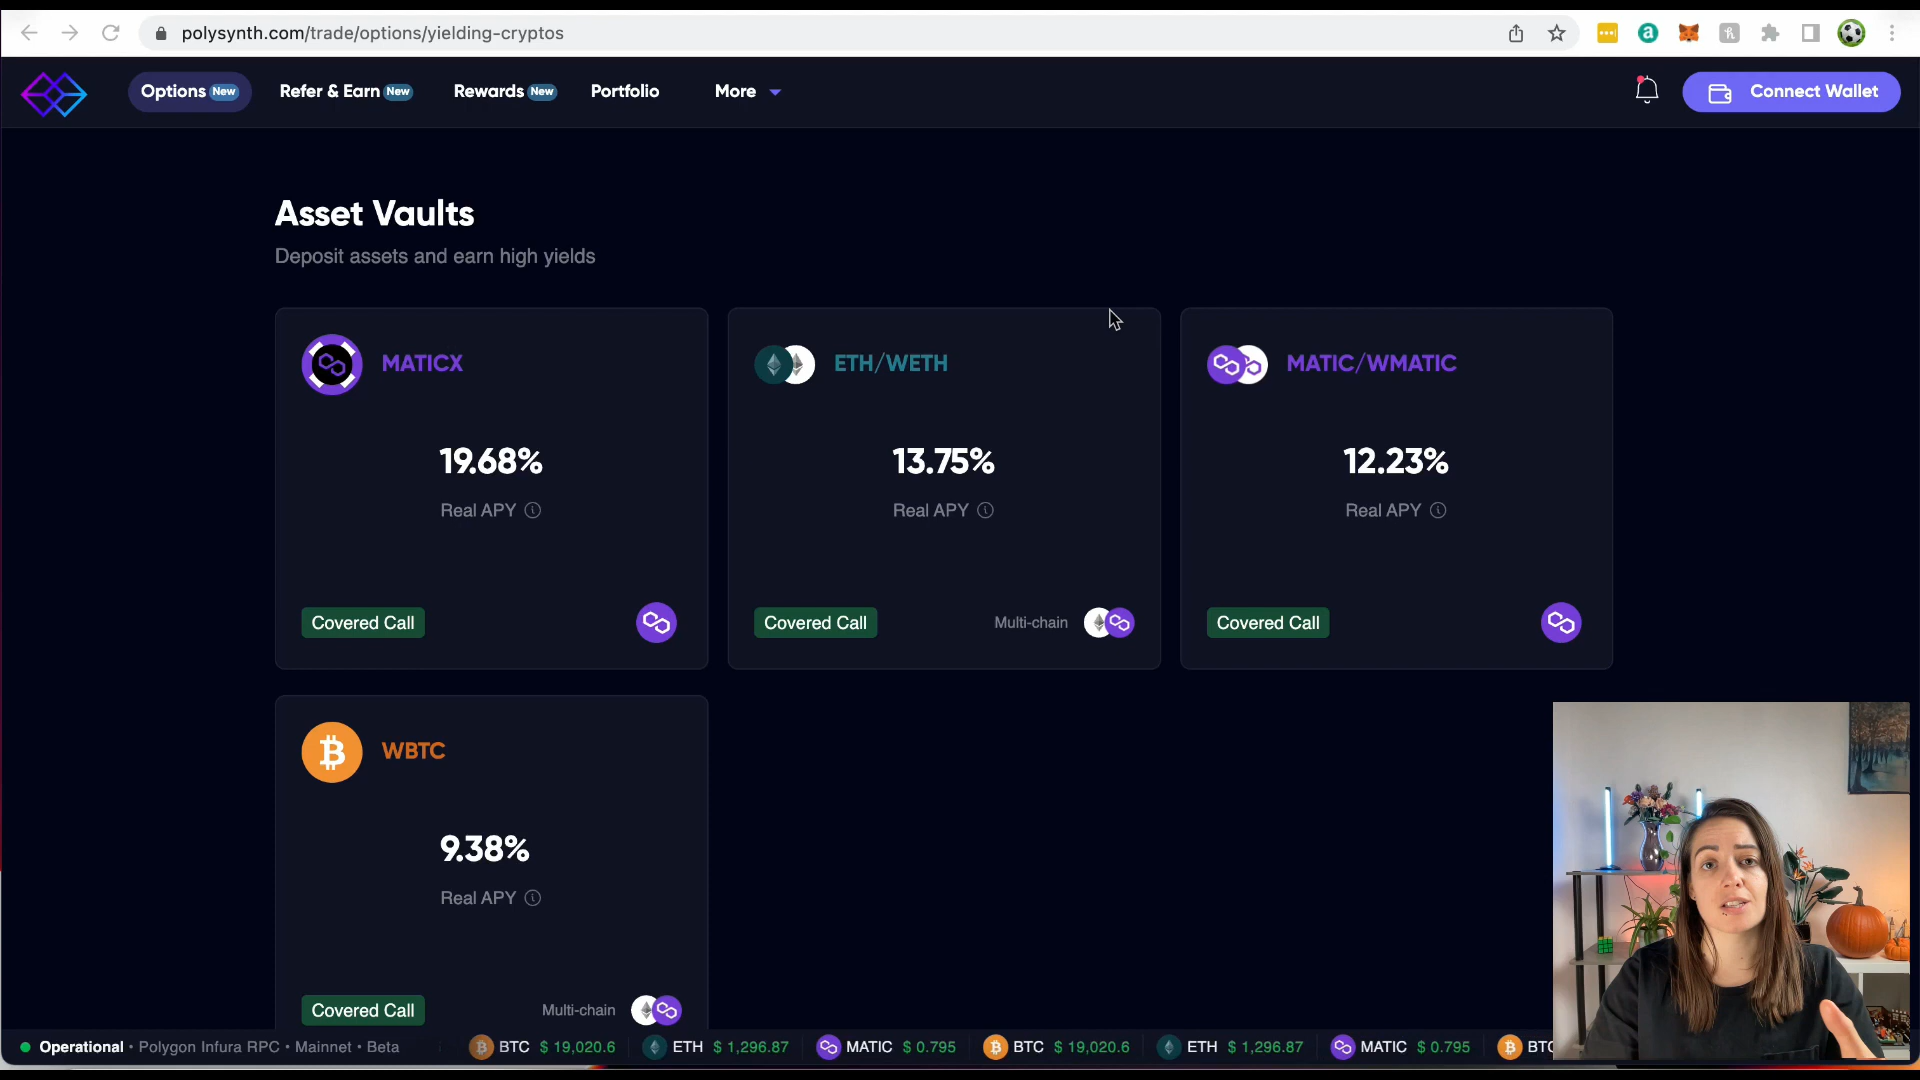 polysynth.com/trade/options/yielding-cryptos
Options New
Refer & Earn New
Rewards New
Portfolio
More
Connect Wallet
Asset Vaults
Deposit assets and earn high yields
MATICX
19.68%
Real APY
Covered Call
ETH/WETH
13.75%
Real APY
Covered Call
Multi-chain
MATIC/WMATIC
12.23%
Real APY
Covered Call
WBTC
9.38%
Real APY
Covered Call
Multi-chain
Operational • Polygon Infura RPC • Mainnet • Beta
BTC $ 19,020.6
ETH $ 1,296.87
MATIC $ 0.795
BTC $ 19,020.6
ETH $ 1,296.87
MATIC $ 0.795
BTC